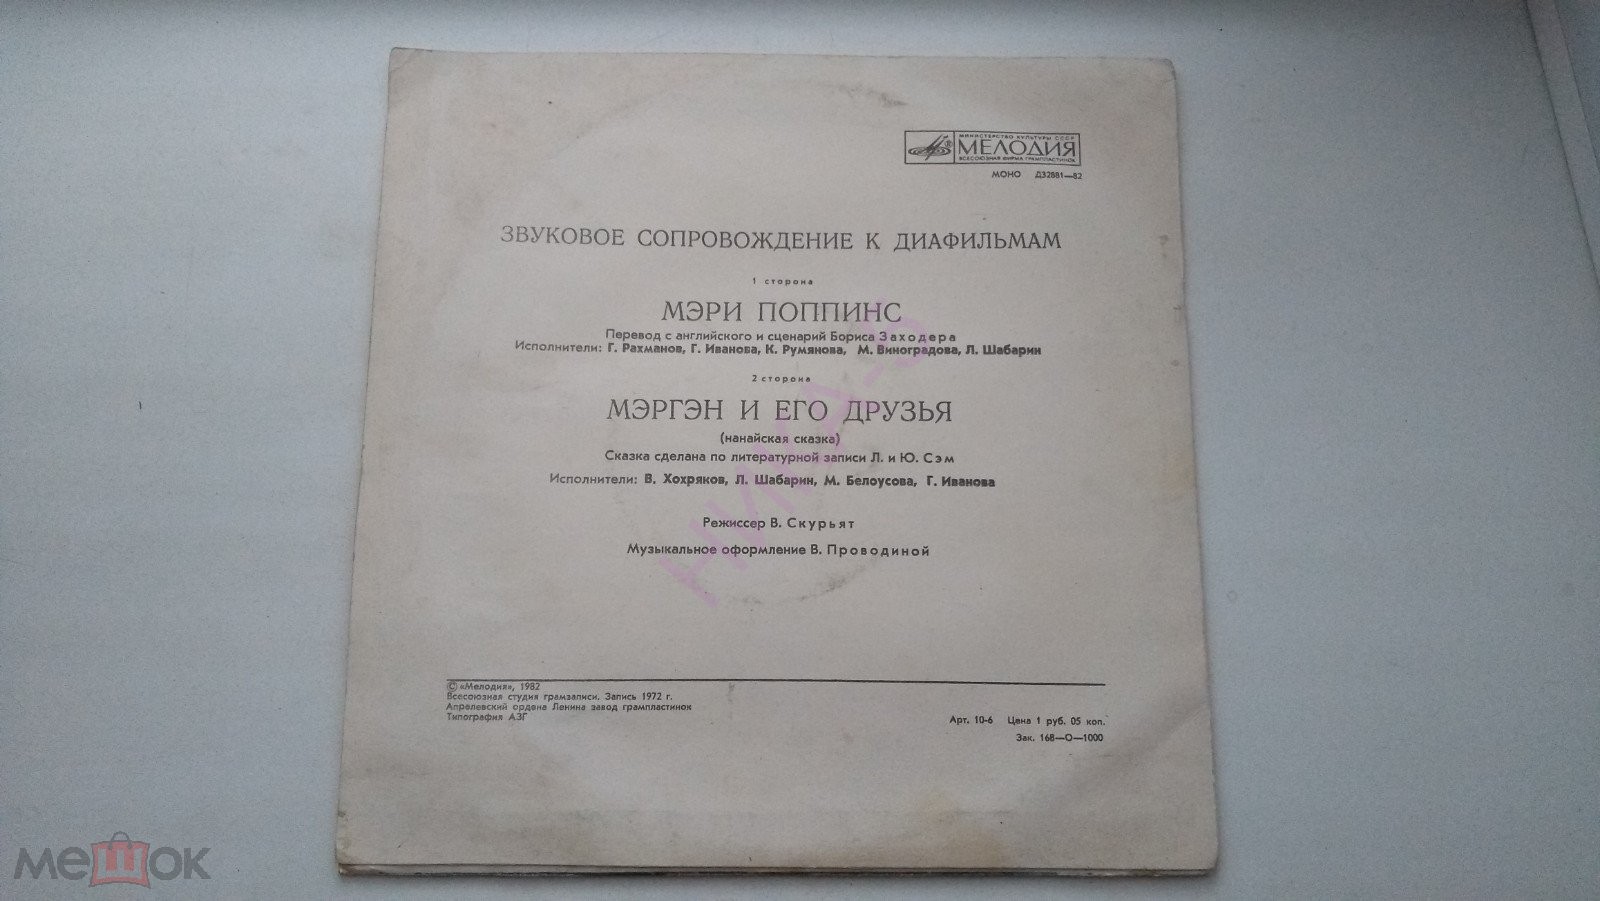 МИНИСТЕРСТВО КУЛЬТУРЫ СССР
МЕЛОДИЯ
ВСЕСОЮЗНАЯ ФИРМА ГРАМПЛАСТИНОК
МОНО Д32881—82
ЗВУКОВОЕ СОПРОВОЖДЕНИЕ К ДИАФИЛЬМАМ
1 сторона
МЭРИ ПОППИНС
Перевод с английского и сценарий Бориса Заходера
Исполнители: Г. Рахманов, Г. Иванова, К. Румянова, М. Виноградова, Л. Шабарин
2 сторона
МЭРГЭН И ЕГО ДРУЗЬЯ
(нанайская сказка)
Сказка сделана по литературной записи Л. и Ю. Сэм
Исполнители: В. Хохряков, Л. Шабарин, М. Белоусова, Г. Иванова
Режиссер В. Скурьят
Музыкальное оформление В. Проводиной
НИКА-5
© «Мелодия», 1982
Всесоюзная студия грамзаписи. Запись 1972 г.
Апрелевский ордена Ленина завод грампластинок
Типография АЗГ
Арт. 10-6 Цена 1 руб. 05 коп.
Зак. 168—О—1000
мешок